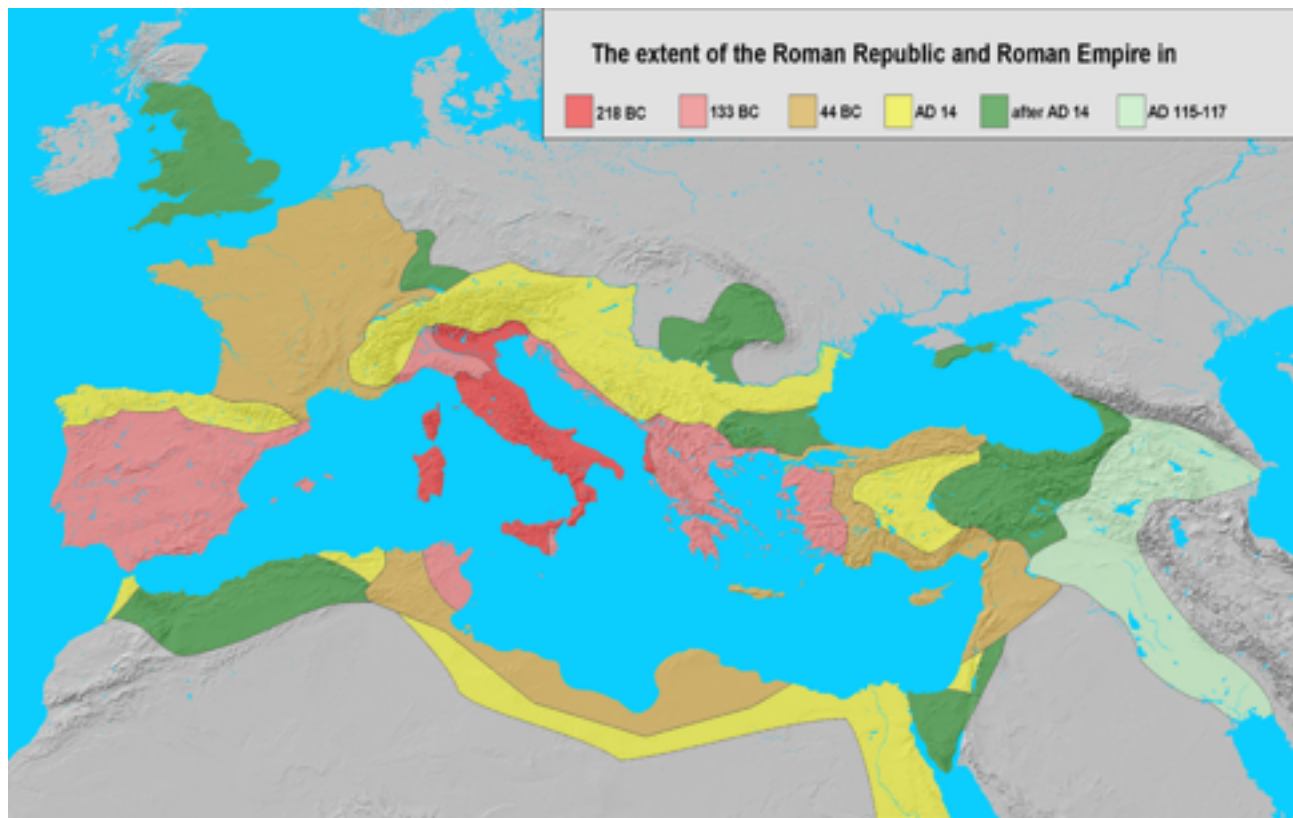 The extent of the Roman Republic and Roman Empire in
218 BC 133 BC 44 BC AD 14 after AD 14 AD 115-117